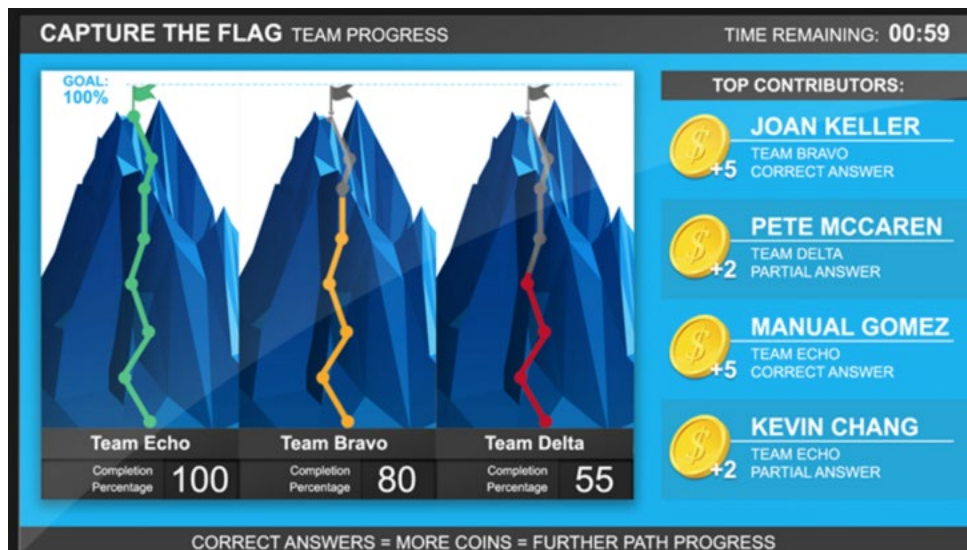 CAPTURE THE FLAG TEAM PROGRESS
TIME REMAINING: 00:59
GOAL:
100%
Team Echo
Completion
Percentage
100
Team Bravo
Completion
Percentage
80
Team Delta
Completion
Percentage
55
TOP CONTRIBUTORS:
$
+5
JOAN KELLER
TEAM BRAVO
CORRECT ANSWER
$
+2
PETE MCCAREN
TEAM DELTA
PARTIAL ANSWER
$
+5
MANUAL GOMEZ
TEAM ECHO
CORRECT ANSWER
$
+2
KEVIN CHANG
TEAM ECHO
PARTIAL ANSWER
CORRECT ANSWERS = MORE COINS = FURTHER PATH PROGRESS